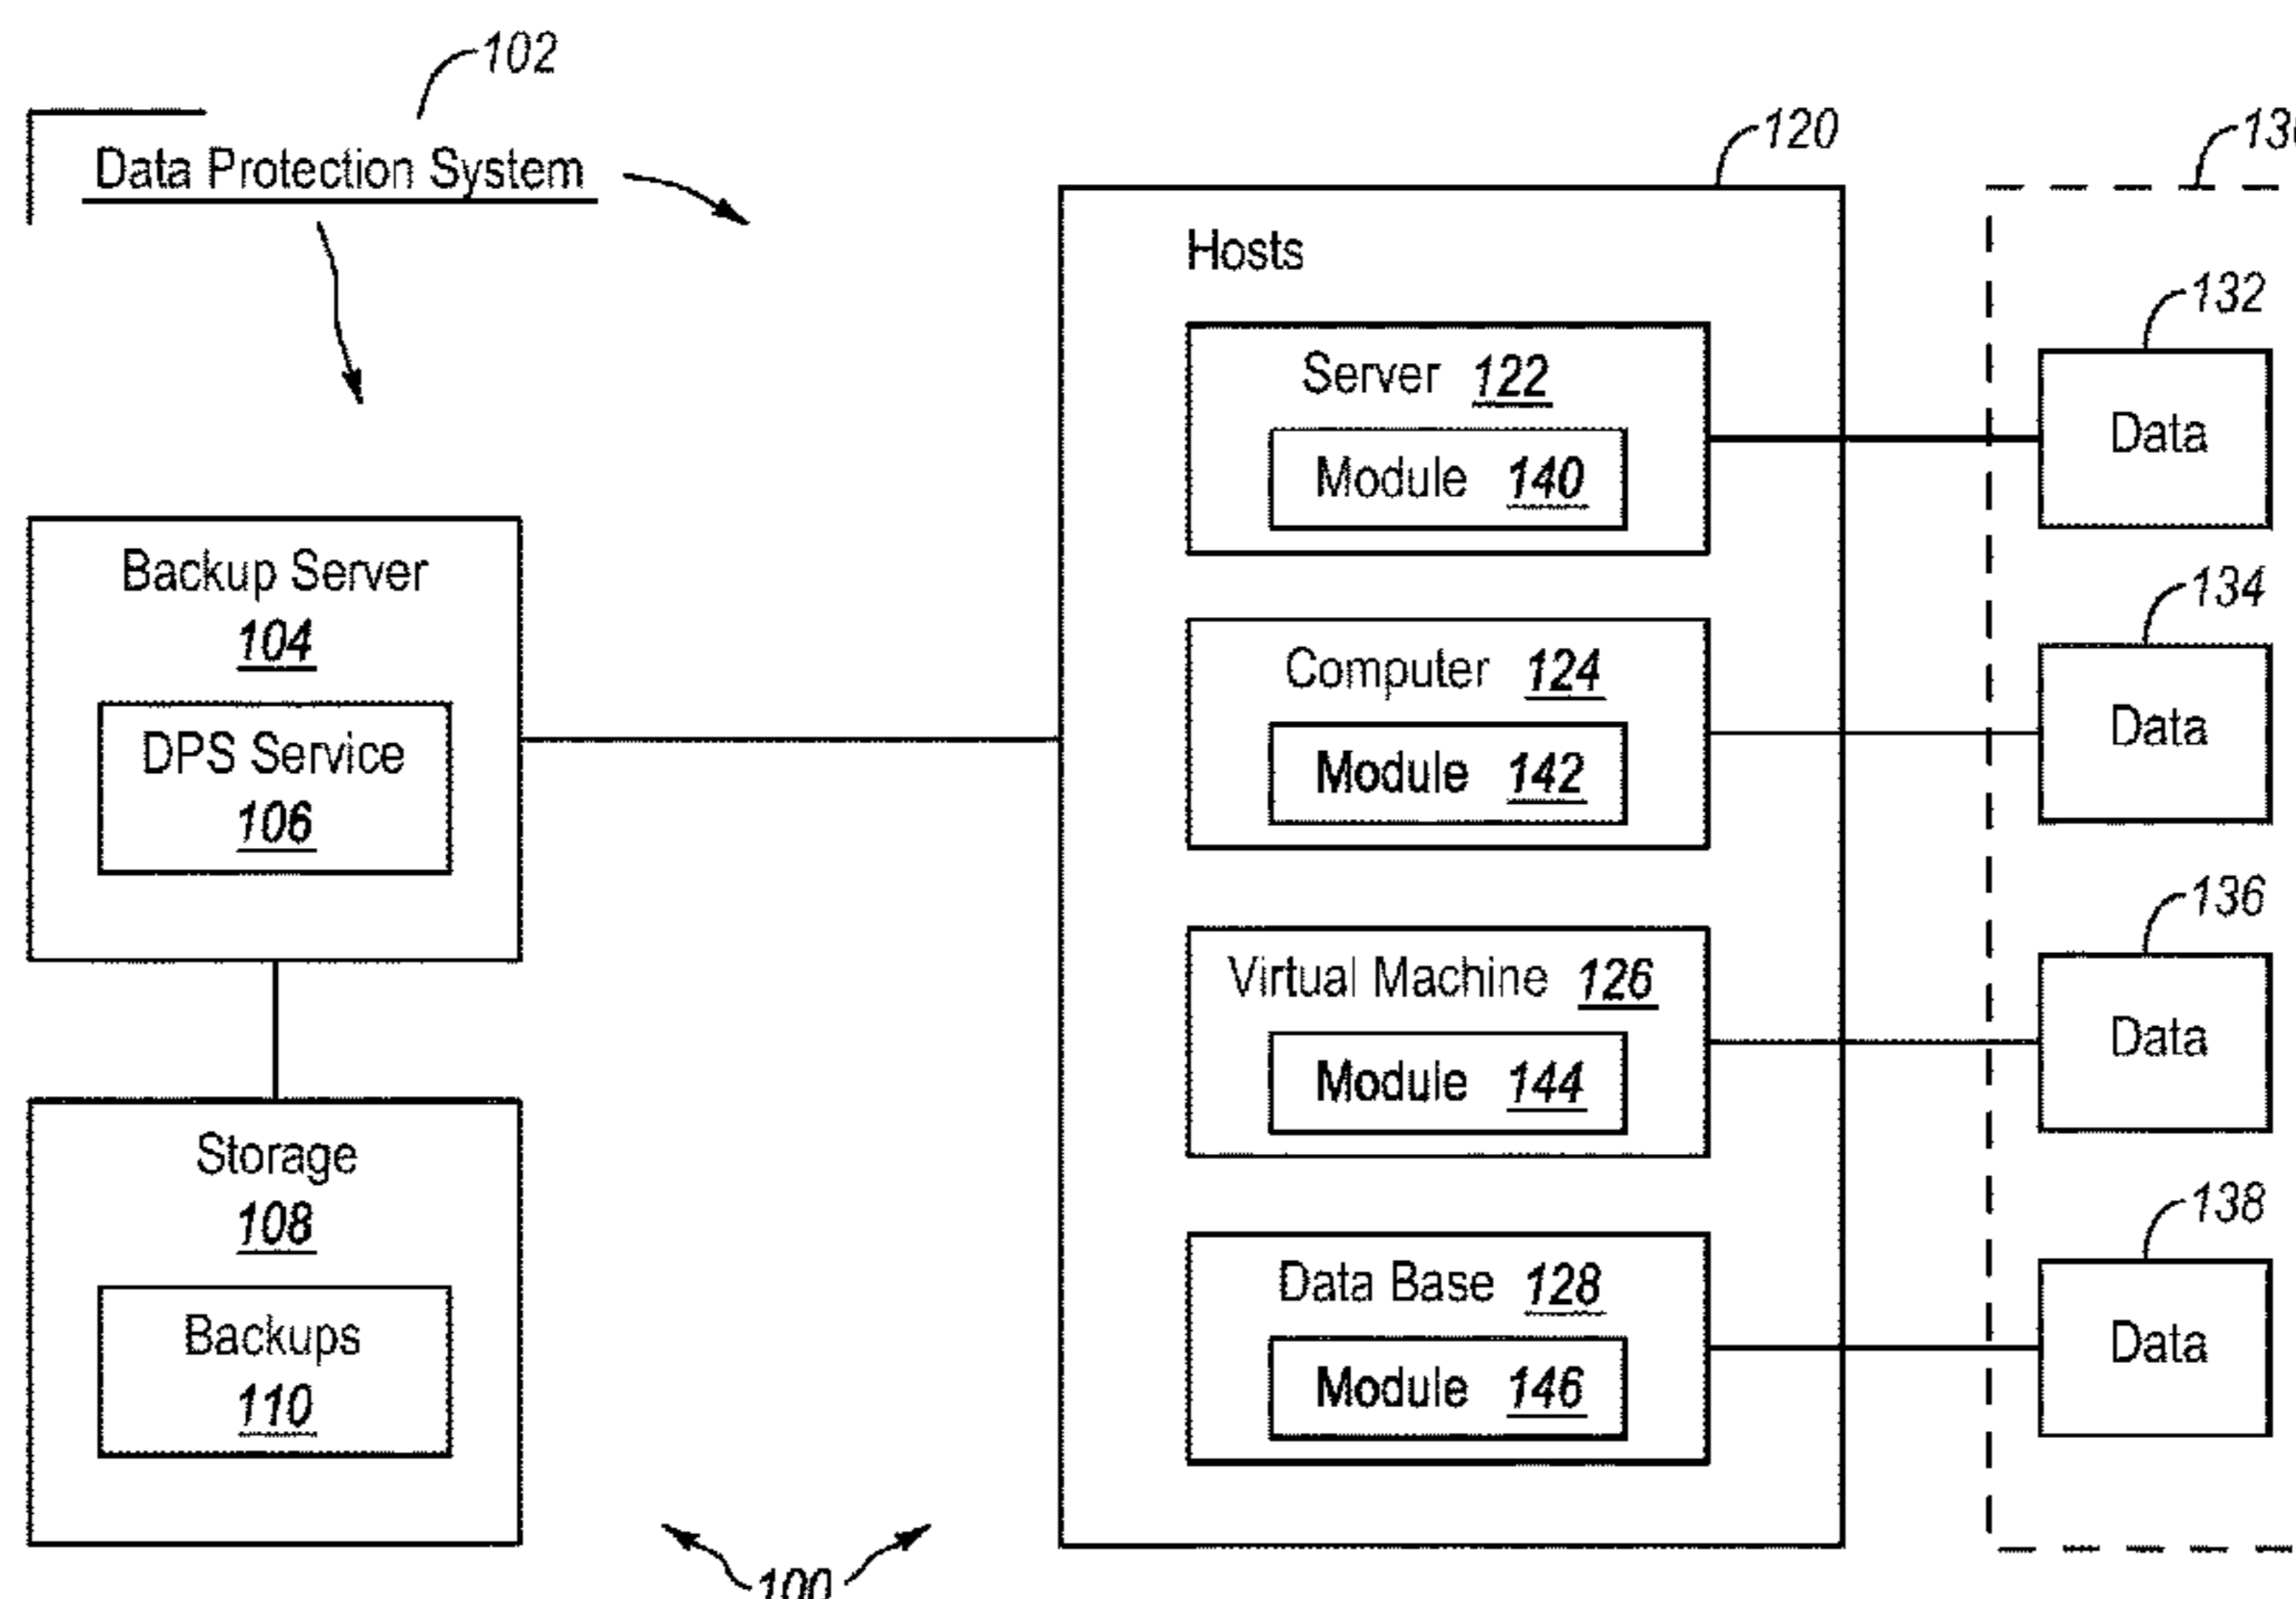 102
Data Protection System
120
Hosts
Server 122
Module 140
132
Data
Backup Server
104
DPS Service
106
Computer 124
Module 142
134
Data
Virtual Machine 126
Module 144
136
Data
Storage
108
Backups
110
Data Base 128
Module 146
138
Data
100